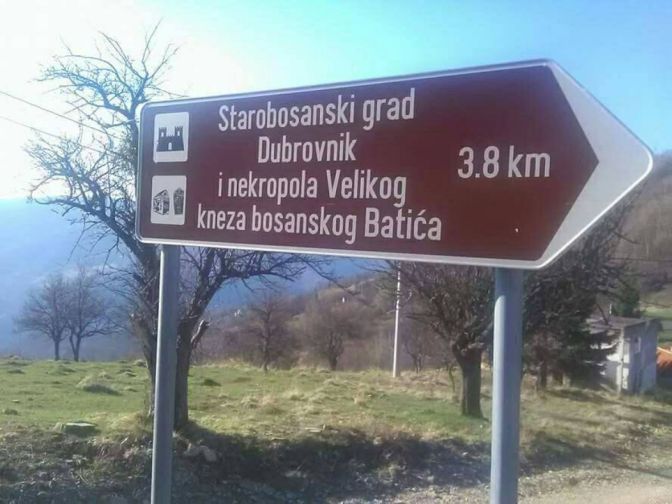 Starobosanski grad
Dubrovnik
i nekropola Velikog
kneza bosanskog Batića
3.8 km